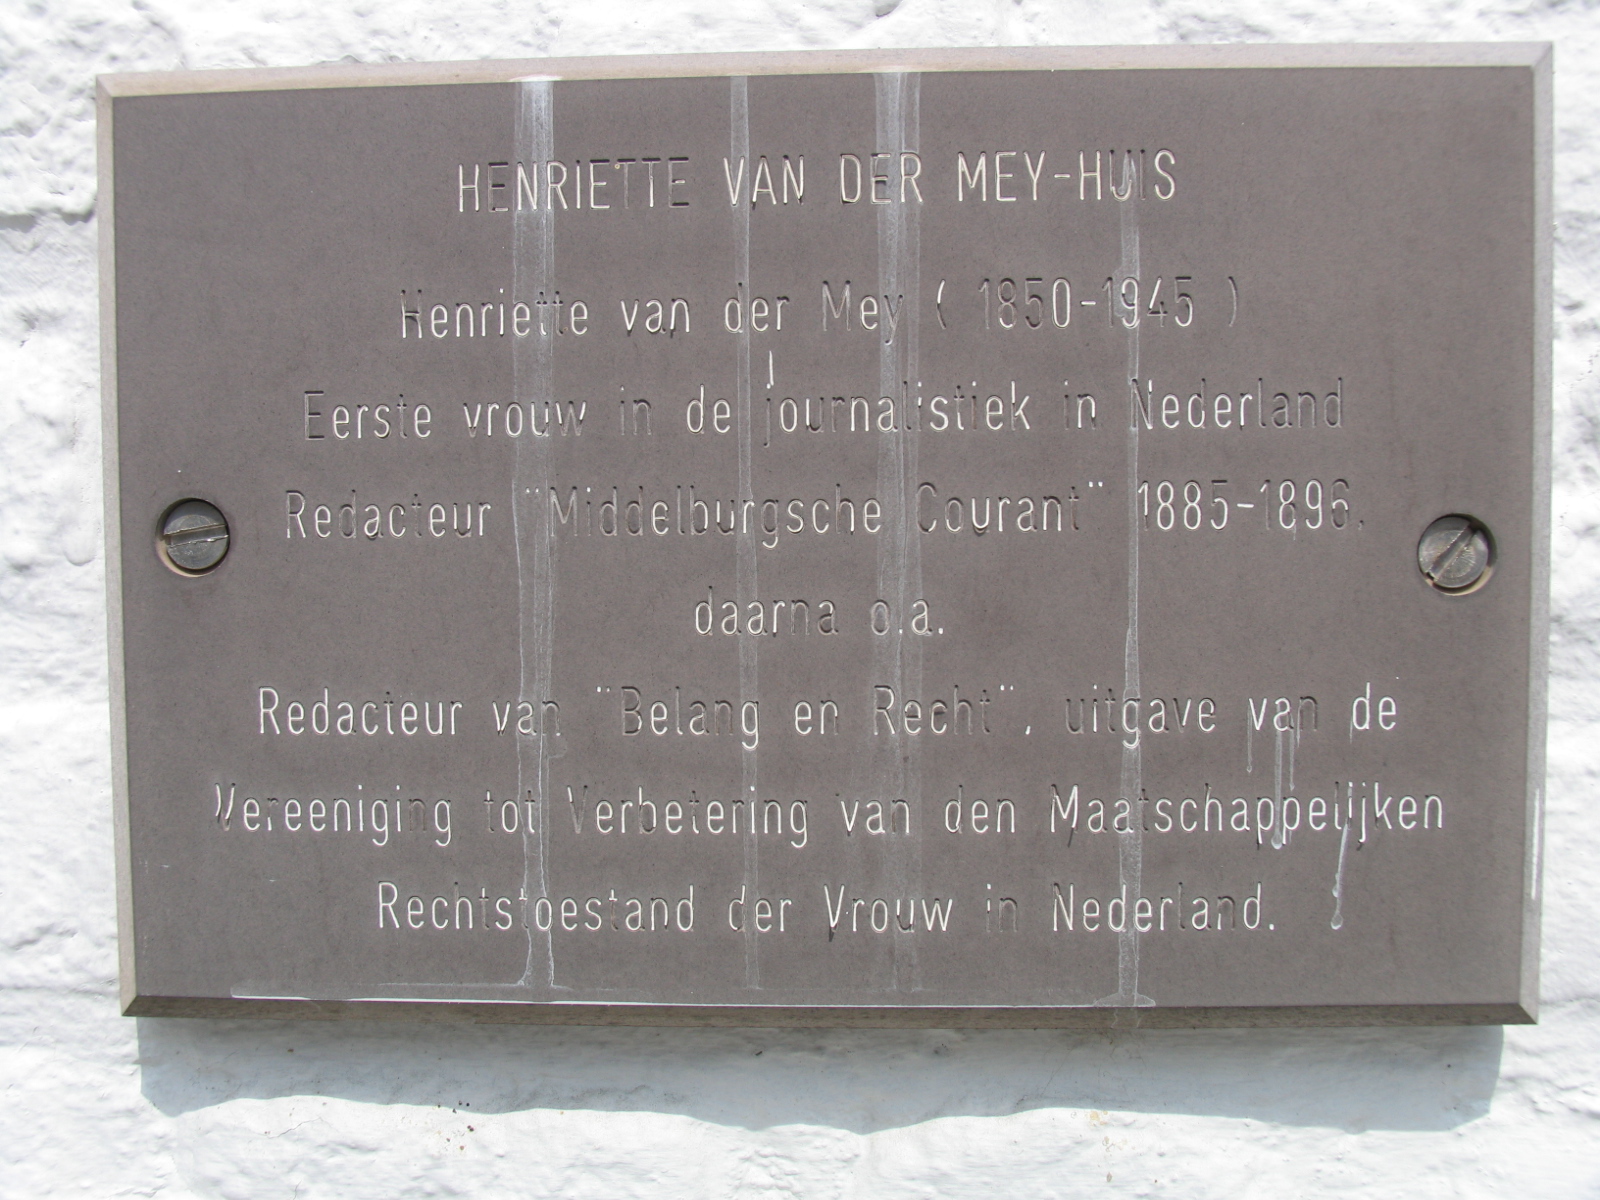 HENRIETTE VAN DER MEY-HUIS
Henriette van der Mey ( 1850-1945 )
Eerste vrouw in de journalistiek in Nederland
Redacteur "Middelburgsche Courant" 1885-1896.
daarna o.a.
Redacteur van "Belang en Recht", uitgave van de
Vereeniging tot Verbetering van den Maatschappelijken
Rechtstoestand der Vrouw in Nederland.